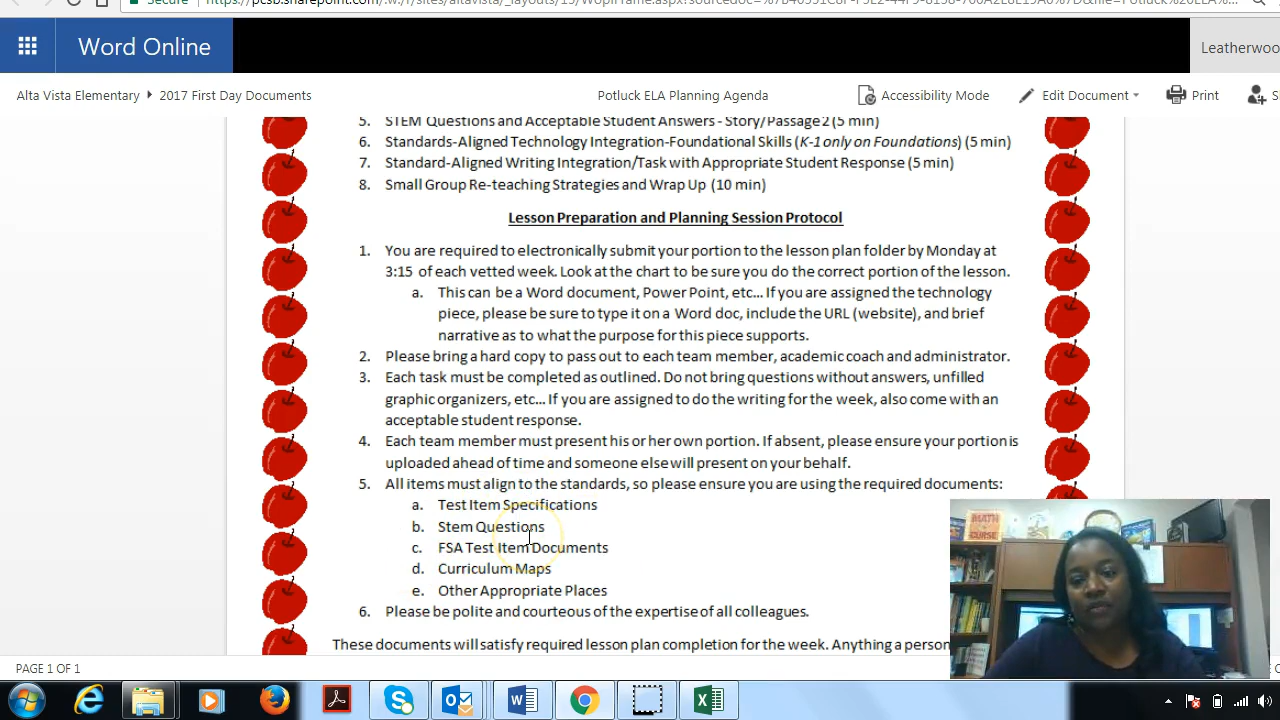 Secure
Word Online
Leatherwoo
Alta Vista Elementary ▸ 2017 First Day Documents
Potluck ELA Planning Agenda
Accessibility Mode
Edit Document
Print
S
5. STEM Questions and Acceptable Student Answers - Story/Passage 2 (5 min)
6. Standards-Aligned Technology Integration-Foundational Skills (K-1 only on Foundations) (5 min)
7. Standard-Aligned Writing Integration/Task with Appropriate Student Response (5 min)
8. Small Group Re-teaching Strategies and Wrap Up (10 min)
Lesson Preparation and Planning Session Protocol
1. You are required to electronically submit your portion to the lesson plan folder by Monday at
3:15 of each vetted week. Look at the chart to be sure you do the correct portion of the lesson.
a. This can be a Word document, Power Point, etc... If you are assigned the technology
piece, please be sure to type it on a Word doc, include the URL (website), and brief
narrative as to what the purpose for this piece supports.
2. Please bring a hard copy to pass out to each team member, academic coach and administrator.
3. Each task must be completed as outlined. Do not bring questions without answers, unfilled
graphic organizers, etc... If you are assigned to do the writing for the week, also come with an
acceptable student response.
4. Each team member must present his or her own portion. If absent, please ensure your portion is
uploaded ahead of time and someone else will present on your behalf.
5. All items must align to the standards, so please ensure you are using the required documents:
a. Test Item Specifications
b. Stem Questions
c. FSA Test Item Documents
d. Curriculum Maps
e. Other Appropriate Places
6. Please be polite and courteous of the expertise of all colleagues.
These documents will satisfy required lesson plan completion for the week. Anything a person
MATH
CURSE
PAGE 1 OF 1